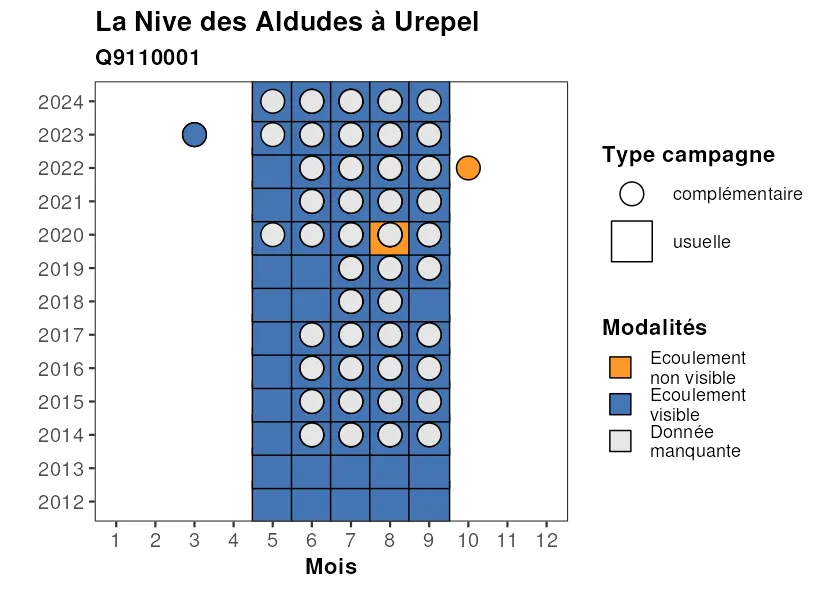 La Nive des Aldudes à Urepel
Q9110001
2024
2023
2022
2021
2020
2019
2018
2017
2016
2015
2014
2013
2012
1 2 3 4 5 6 7 8 9 10 11 12
Mois
Type campagne
complémentaire
usuelle
Modalités
Ecoulement
non visible
Ecoulement
visible
Donnée
manquante